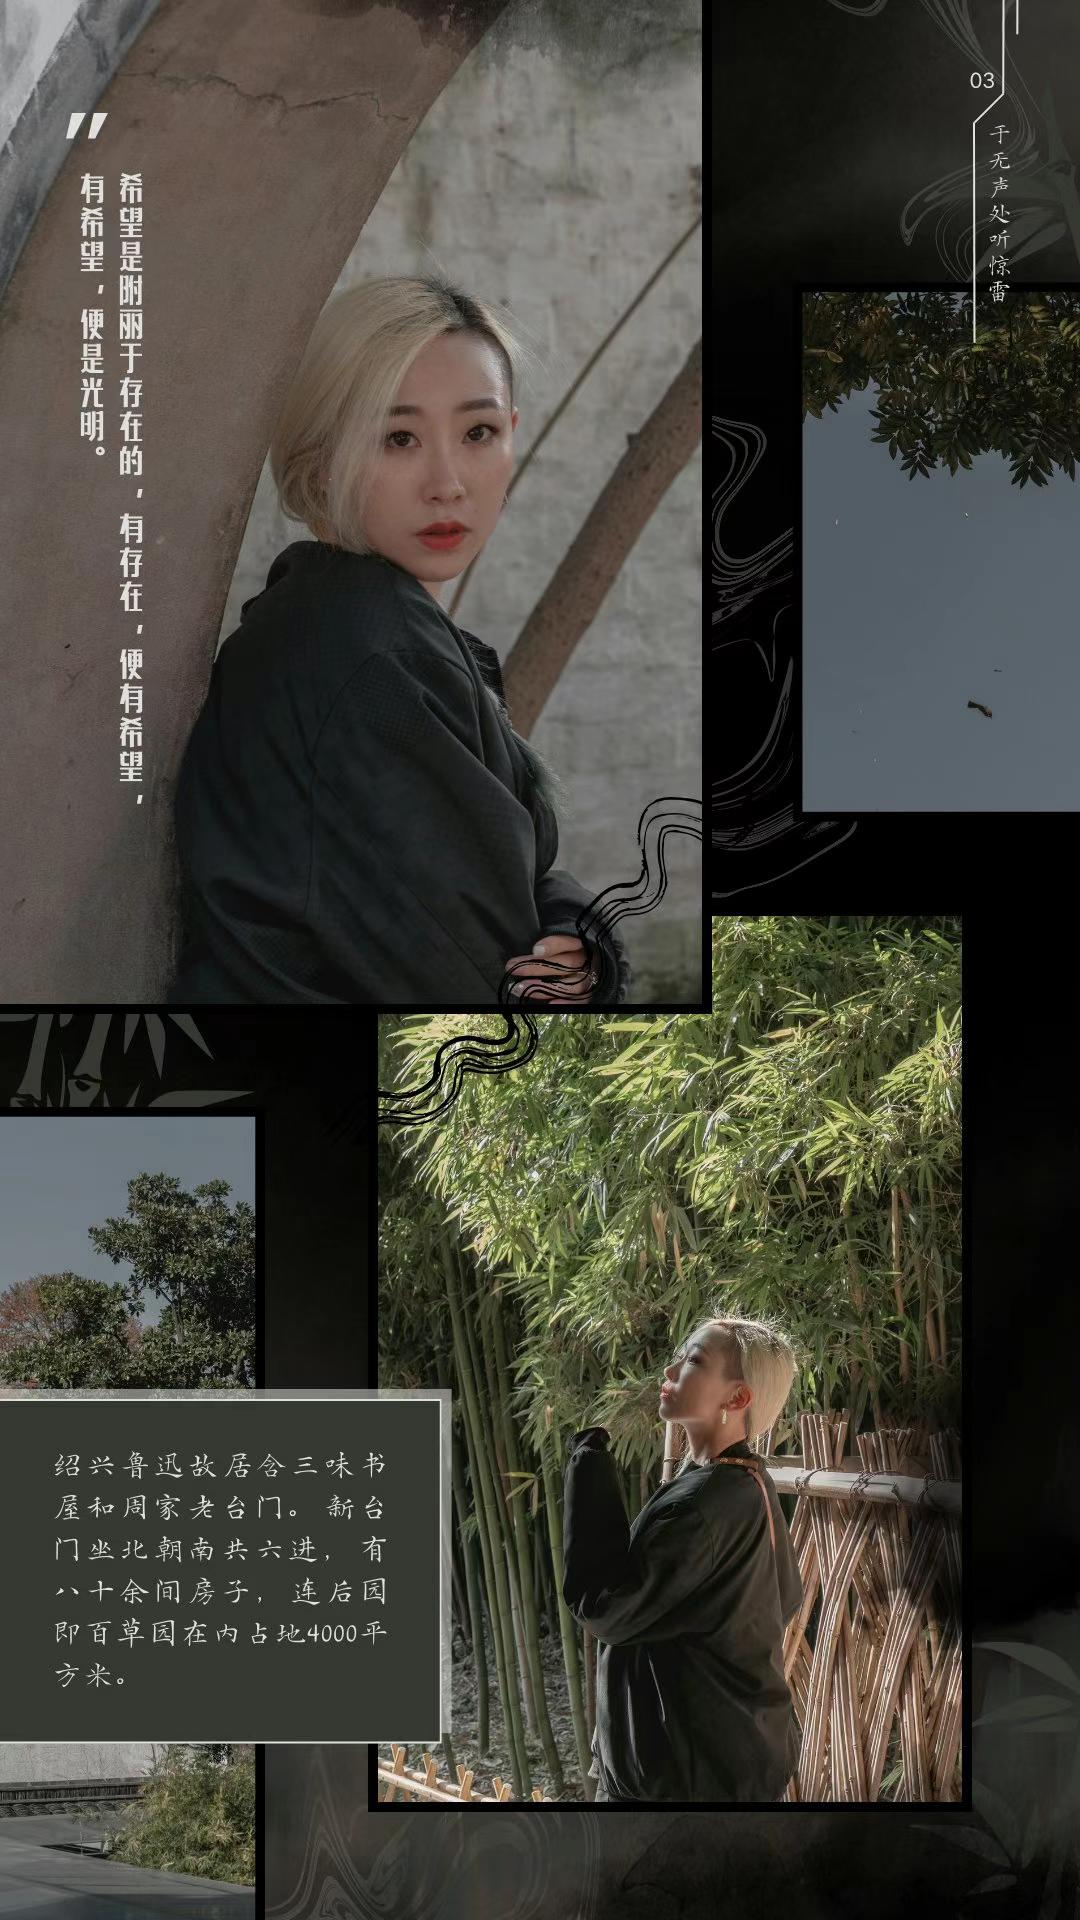 03
于无声处听惊雷
希望是附丽于存在的，有存在，便有希望，
有希望，便是光明。
绍兴鲁迅故居含三味书
屋和周家老台门。 新台
门坐北朝南共六进，有
八十余间房子，连后园
即百草园在内占地4000平
方米。